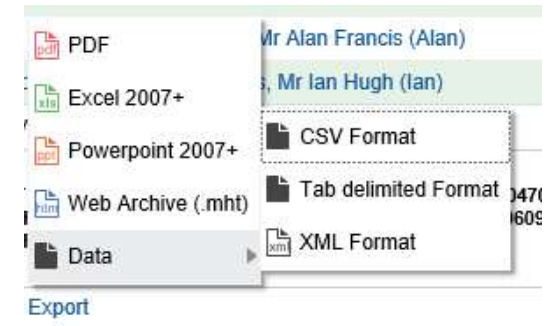 PDF
Mr Alan Francis (Alan)
Excel 2007+
, Mr Ian Hugh (Ian)
Powerpoint 2007+
CSV Format
Web Archive (.mht)
Tab delimited Format
Data
XML Format
Export